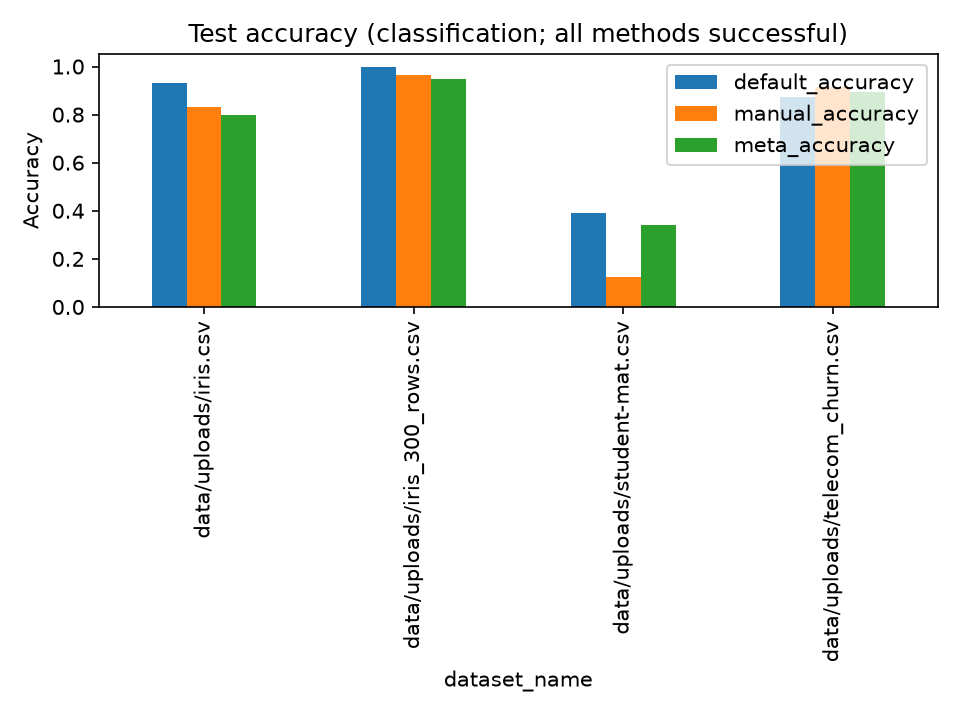 Test accuracy (classification; all methods successful)
Accuracy
1.0
0.8
0.6
0.4
0.2
0.0
default_accuracy
manual_accuracy
meta_accuracy
data/uploads/iris.csv
data/uploads/iris_300_rows.csv
data/uploads/student-mat.csv
data/uploads/telecom_churn.csv
dataset_name